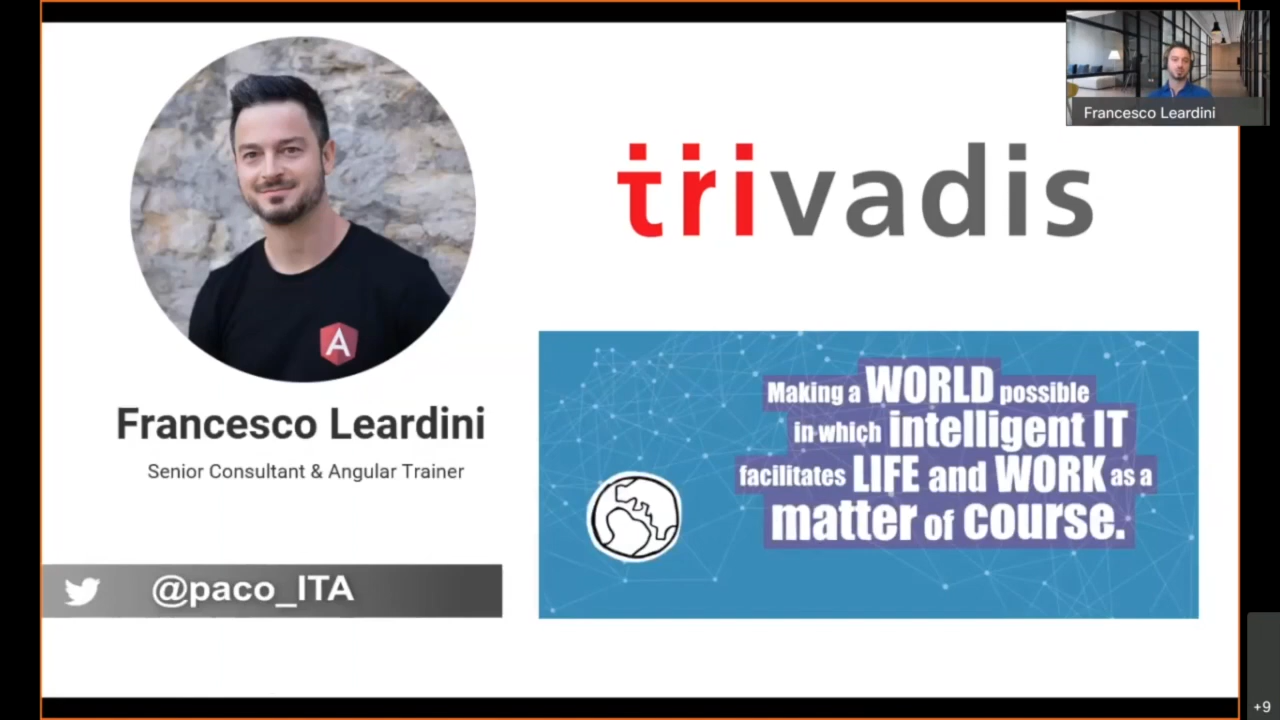 Francesco Leardini
trivadis
A
Francesco Leardini
Senior Consultant & Angular Trainer
@paco_ITA
Making a WORLD possible
in which intelligent IT
facilitates LIFE and WORK as a
matter of course.
+9